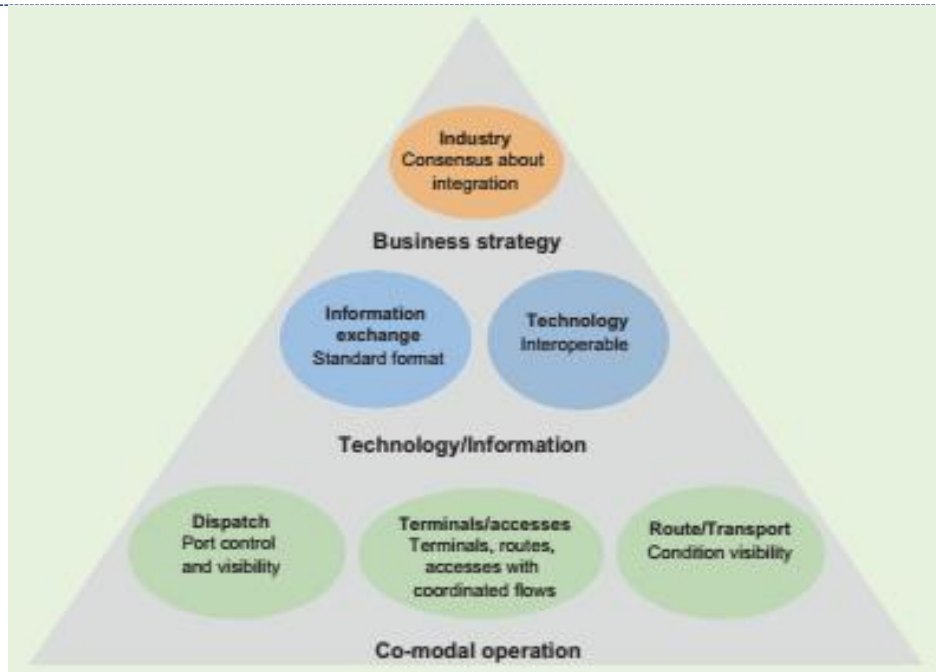 Industry
Consensus about
integration
Business strategy
Information
exchange
Standard format
Technology
Interoperable
Technology/Information
Dispatch
Port control
and visibility
Terminals/accesses
Terminals, routes,
accesses with
coordinated flows
Route/Transport
Condition visibility
Co-modal operation